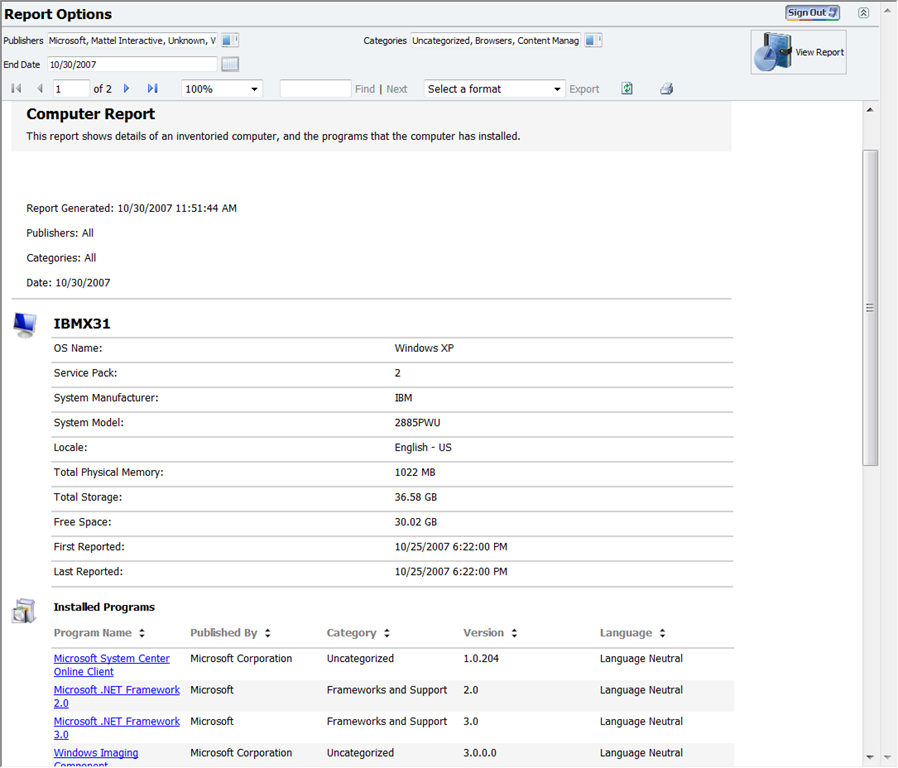 Report Options
Sign Out
Publishers Microsoft, Mattel Interactive, Unknown, V
Categories Uncategorized, Browsers, Content Manag
End Date 10/30/2007
View Report
1 of 2 100% Find | Next Select a format Export
Computer Report
This report shows details of an inventoried computer, and the programs that the computer has installed.
Report Generated: 10/30/2007 11:51:44 AM
Publishers: All
Categories: All
Date: 10/30/2007
IBMX31
OS Name: Windows XP
Service Pack: 2
System Manufacturer: IBM
System Model: 2885PWU
Locale: English - US
Total Physical Memory: 1022 MB
Total Storage: 36.58 GB
Free Space: 30.02 GB
First Reported: 10/25/2007 6:22:00 PM
Last Reported: 10/25/2007 6:22:00 PM
Installed Programs
Program Name Published By Category Version Language
Microsoft System Center Microsoft Corporation Uncategorized 1.0.204 Language Neutral
Online Client
Microsoft .NET Framework Microsoft Frameworks and Support 2.0 Language Neutral
2.0
Microsoft .NET Framework Microsoft Frameworks and Support 3.0 Language Neutral
3.0
Windows Imaging Microsoft Corporation Uncategorized 3.0.0.0 Language Neutral
Component